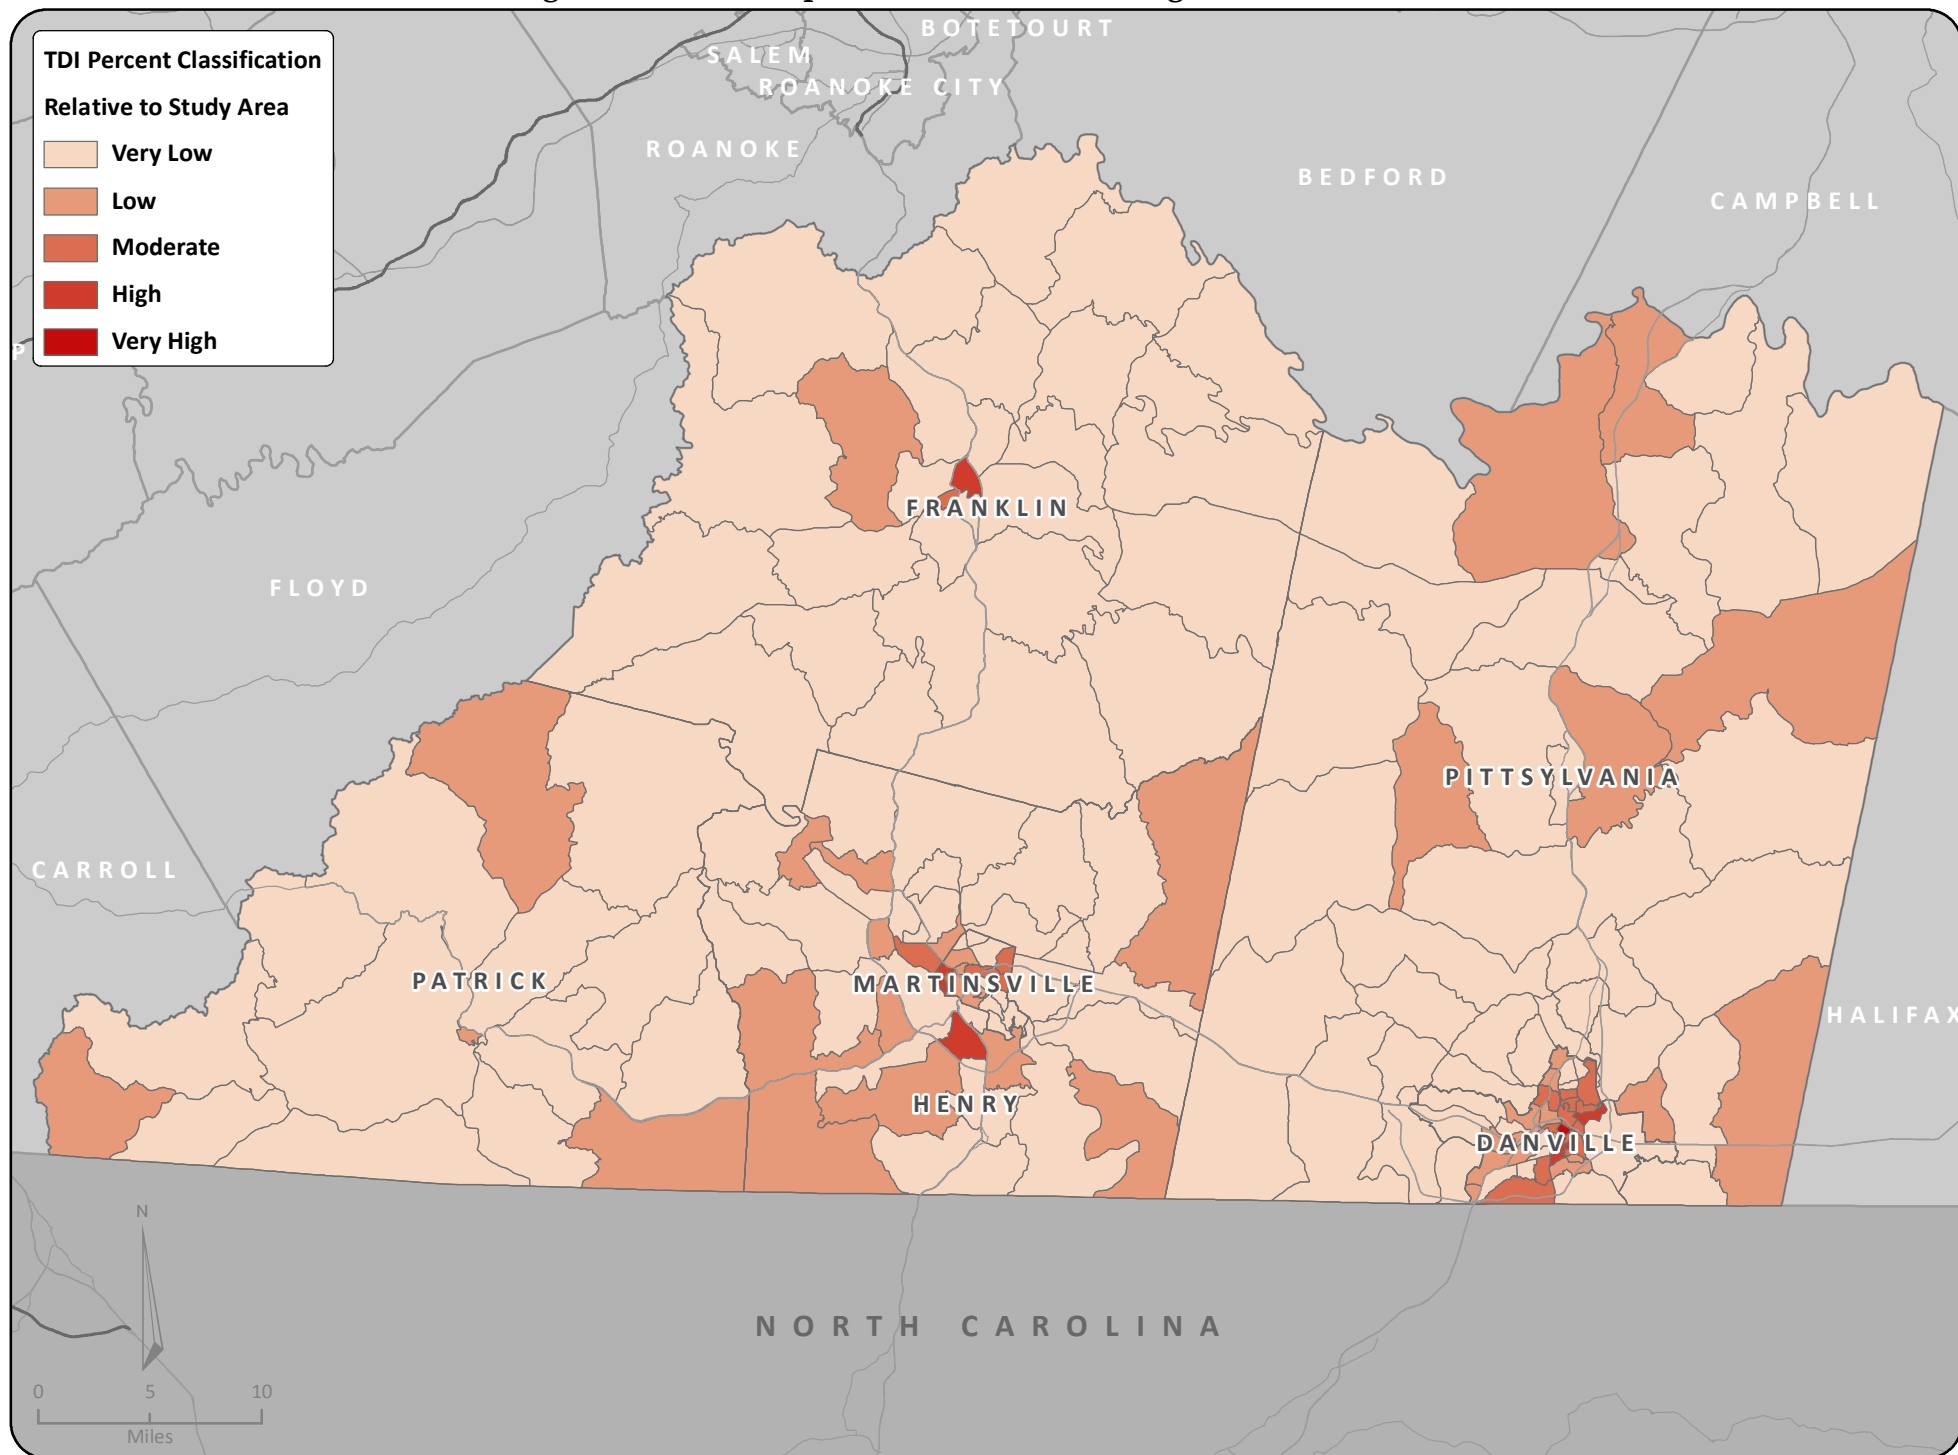 TDI Percent Classification
Relative to Study Area
Very Low
Low
Moderate
High
Very High
BOTETOURT
SALEM
ROANOKE CITY
ROANOKE
BEDFORD
CAMPBELL
P
FRANKLIN
FLOYD
PITTSYLVANIA
CARROLL
PATRICK
MARTINSVILLE
HALIFAX
HENRY
DANVILLE
N
NORTH CAROLINA
0 5 10
Miles